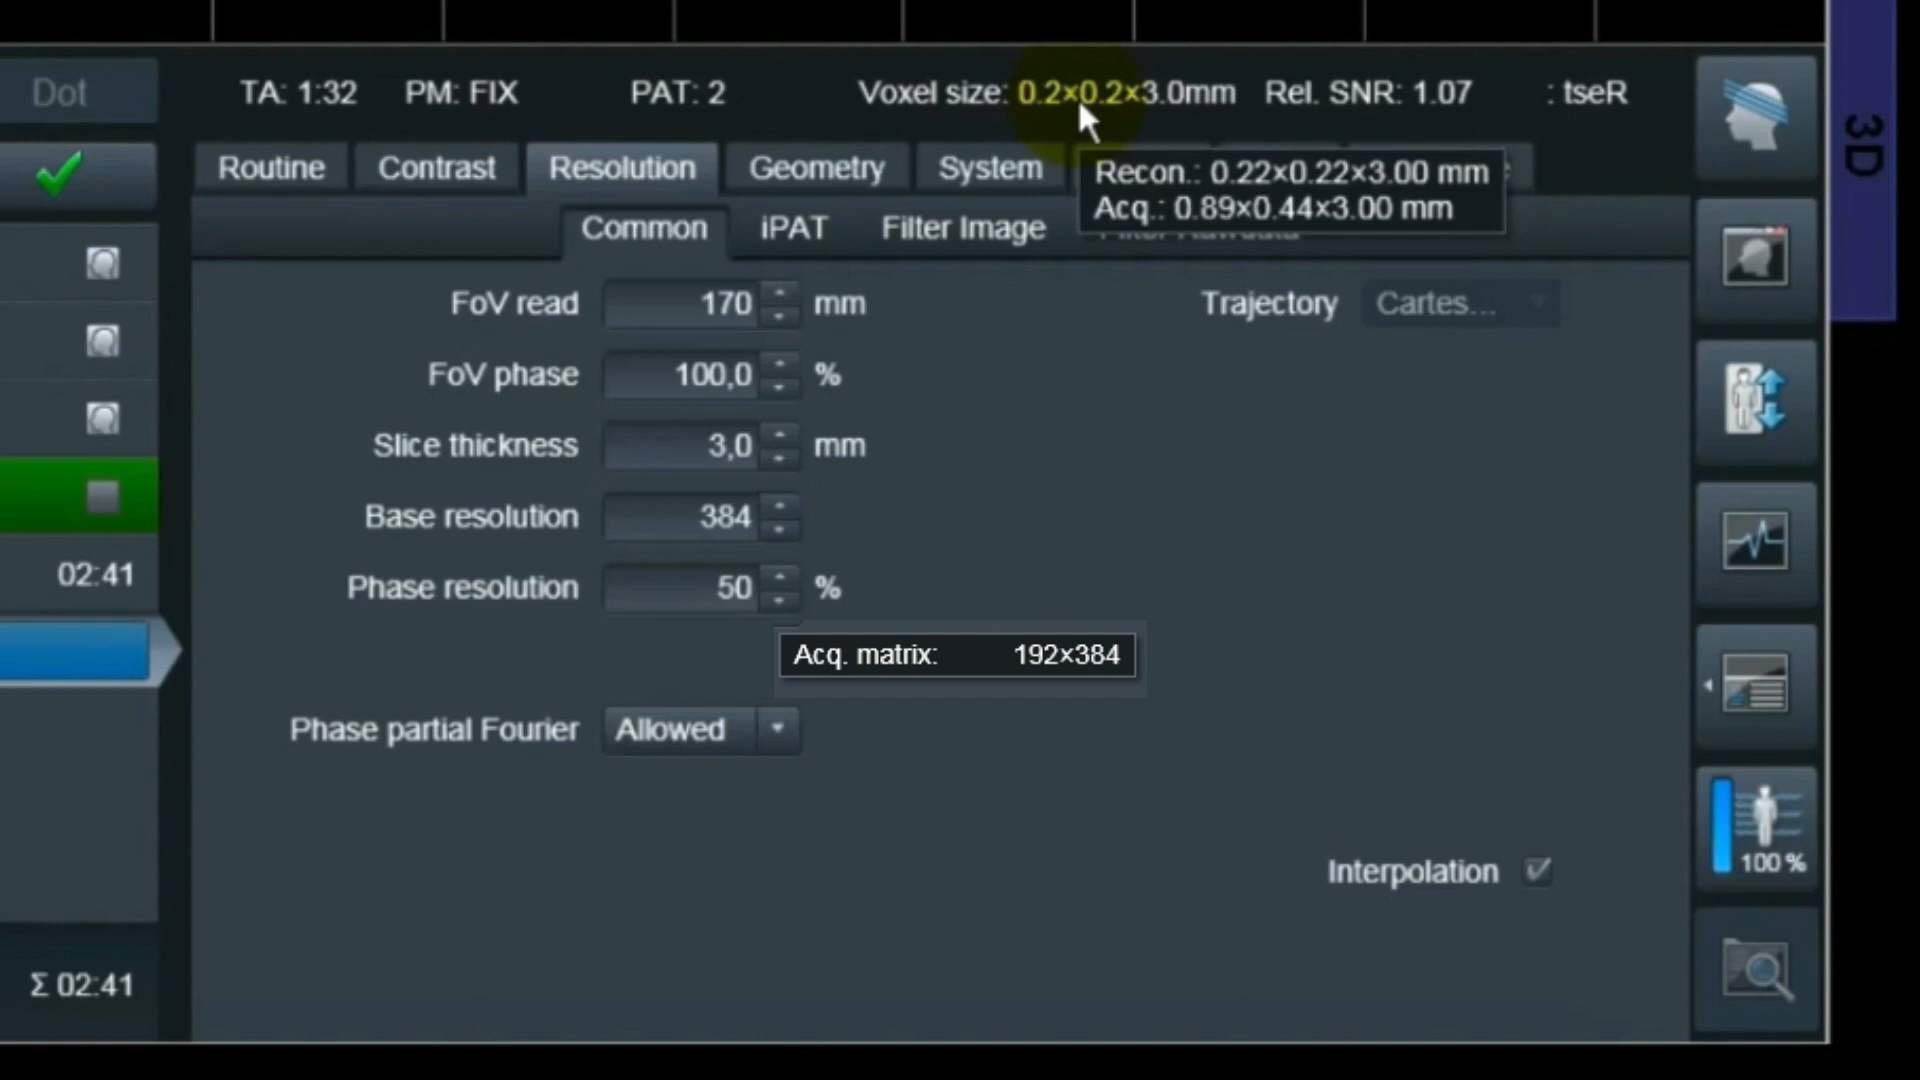 Dot
TA: 1:32 PM: FIX PAT: 2 Voxel size: 0.2×0.2×3.0mm Rel. SNR: 1.07 : tseR
3D
Routine Contrast Resolution Geometry System
Recon.: 0.22×0.22×3.00 mm
Acq.: 0.89×0.44×3.00 mm
Common iPAT Filter Image
FoV read 170 mm Trajectory Cartes...
FoV phase 100,0 %
Slice thickness 3,0 mm
Base resolution 384
02:41
Phase resolution 50 %
Acq. matrix: 192×384
Phase partial Fourier Allowed
100 %
Interpolation
Σ 02:41